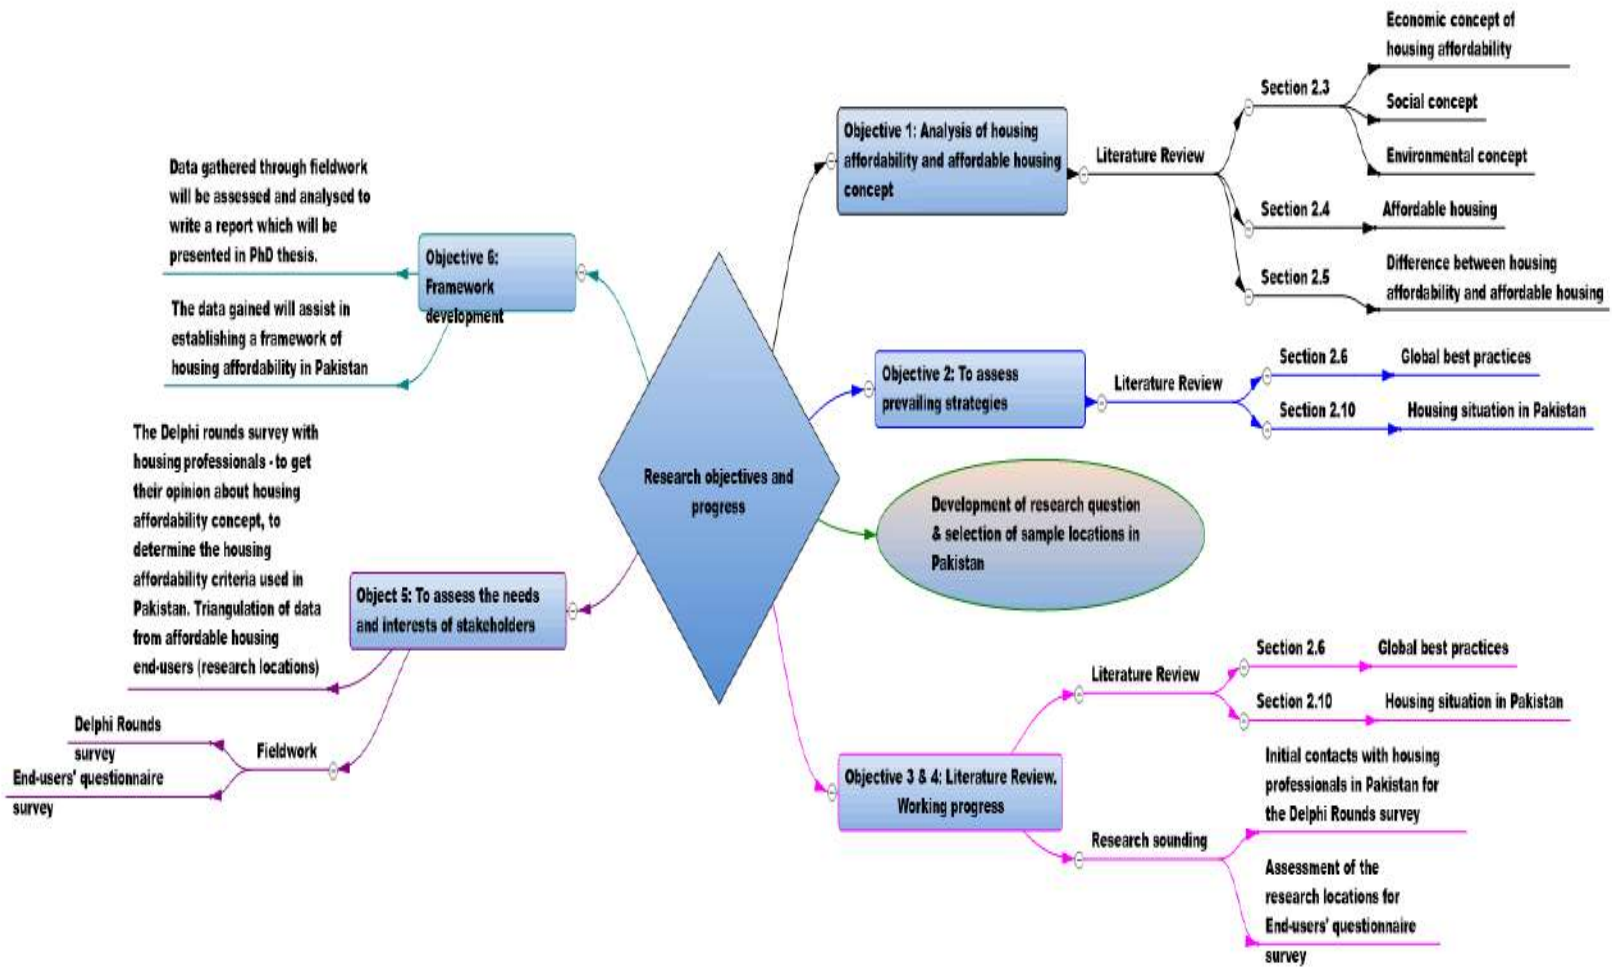 Research objectives and
progress
Objective 1: Analysis of housing
affordability and affordable housing
concept
Literature Review
Section 2.3
Economic concept of
housing affordability
Social concept
Environmental concept
Section 2.4
Affordable housing
Section 2.5
Difference between housing
affordability and affordable housing
Objective 2: To assess
prevailing strategies
Literature Review
Section 2.6
Global best practices
Section 2.10
Housing situation in Pakistan
Development of research question
& selection of sample locations in
Pakistan
Objective 3 & 4: Literature Review.
Working progress
Literature Review
Section 2.6
Global best practices
Section 2.10
Housing situation in Pakistan
Research sounding
Initial contacts with housing
professionals in Pakistan for
the Delphi Rounds survey
Assessment of the
research locations for
End-users' questionnaire
survey
Object 5: To assess the needs
and interests of stakeholders
The Delphi rounds survey with
housing professionals - to get
their opinion about housing
affordability concept, to
determine the housing
affordability criteria used in
Pakistan. Triangulation of data
from affordable housing
end-users (research locations)
Fieldwork
Delphi Rounds
survey
End-users' questionnaire
survey
Objective 6:
Framework
development
Data gathered through fieldwork
will be assessed and analysed to
write a report which will be
presented in PhD thesis.
The data gained will assist in
establishing a framework of
housing affordability in Pakistan